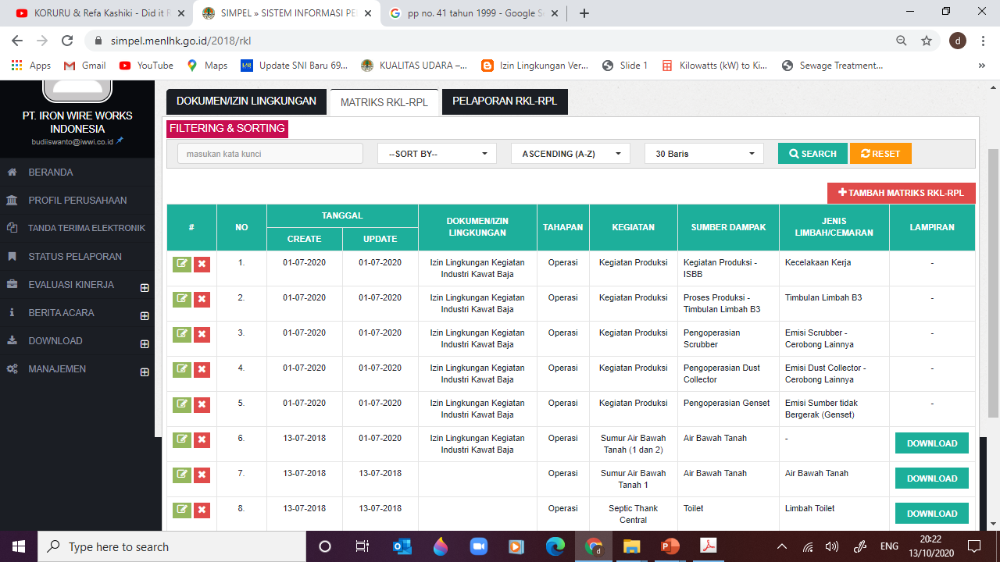 KORURU & Refa Kashiki - Did it R
SIMPEL » SISTEM INFORMASI PE
pp no. 41 tahun 1999 - Google Se
simpel.menlhk.go.id/2018/rkl
d
Apps
Gmail
YouTube
Maps
Update SNI Baru 69...
KUALITAS UDARA –...
Izin Lingkungan Ver...
Slide 1
Kilowatts (kW) to Ki...
Sewage Treatment...
»
PT. IRON WIRE WORKS
INDONESIA
budiiswanto@iwwi.co.id
BERANDA
PROFIL PERUSAHAAN
TANDA TERIMA ELEKTRONIK
STATUS PELAPORAN
EVALUASI KINERJA
BERITA ACARA
DOWNLOAD
MANAJEMEN
DOKUMEN/IZIN LINGKUNGAN
MATRIKS RKL-RPL
PELAPORAN RKL-RPL
FILTERING & SORTING
masukan kata kunci
--SORT BY--
ASCENDING (A-Z)
30 Baris
SEARCH
RESET
TAMBAH MATRIKS RKL-RPL
#
NO
TANGGAL
CREATE
UPDATE
DOKUMEN/IZIN
LINGKUNGAN
TAHAPAN
KEGIATAN
SUMBER DAMPAK
JENIS
LIMBAH/CEMARAN
LAMPIRAN
1.
01-07-2020
01-07-2020
Izin Lingkungan Kegiatan
Industri Kawat Baja
Operasi
Kegiatan Produksi
Kegiatan Produksi -
ISBB
Kecelakaan Kerja
-
2.
01-07-2020
01-07-2020
Izin Lingkungan Kegiatan
Industri Kawat Baja
Operasi
Kegiatan Produksi
Proses Produksi -
Timbulan Limbah B3
Timbulan Limbah B3
-
3.
01-07-2020
01-07-2020
Izin Lingkungan Kegiatan
Industri Kawat Baja
Operasi
Kegiatan Produksi
Pengoperasian
Scrubber
Emisi Scrubber -
Cerobong Lainnya
-
4.
01-07-2020
01-07-2020
Izin Lingkungan Kegiatan
Industri Kawat Baja
Operasi
Kegiatan Produksi
Pengoperasian Dust
Collector
Emisi Dust Collector -
Cerobong Lainnya
-
5.
01-07-2020
01-07-2020
Izin Lingkungan Kegiatan
Industri Kawat Baja
Operasi
Kegiatan Produksi
Pengoperasian Genset
Emisi Sumber tidak
Bergerak (Genset)
-
6.
13-07-2018
01-07-2020
Izin Lingkungan Kegiatan
Industri Kawat Baja
Operasi
Sumur Air Bawah
Tanah (1 dan 2)
Air Bawah Tanah
-
DOWNLOAD
7.
13-07-2018
13-07-2018
Operasi
Sumur Air Bawah
Tanah 1
Air Bawah Tanah
Air Bawah Tanah
DOWNLOAD
8.
13-07-2018
13-07-2018
Operasi
Septic Thank
Central
Toilet
Limbah Toilet
DOWNLOAD
Type here to search
ENG
20:22
13/10/2020